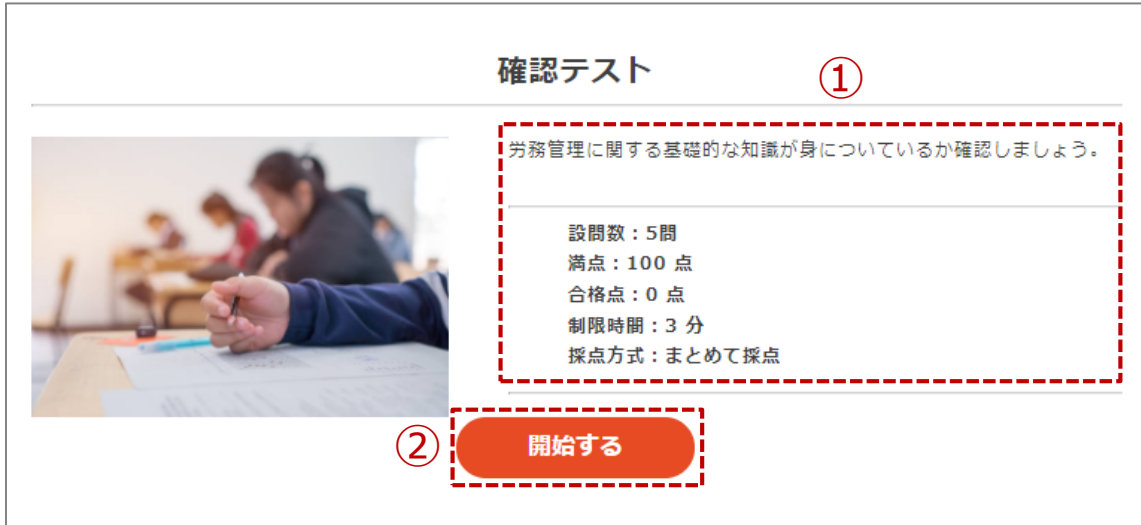 確認テスト
①
労務管理に関する基礎的な知識が身についているか確認しましょう。
設問数：5問
満点：100 点
合格点：0 点
制限時間：3 分
採点方式：まとめて採点
②
開始する